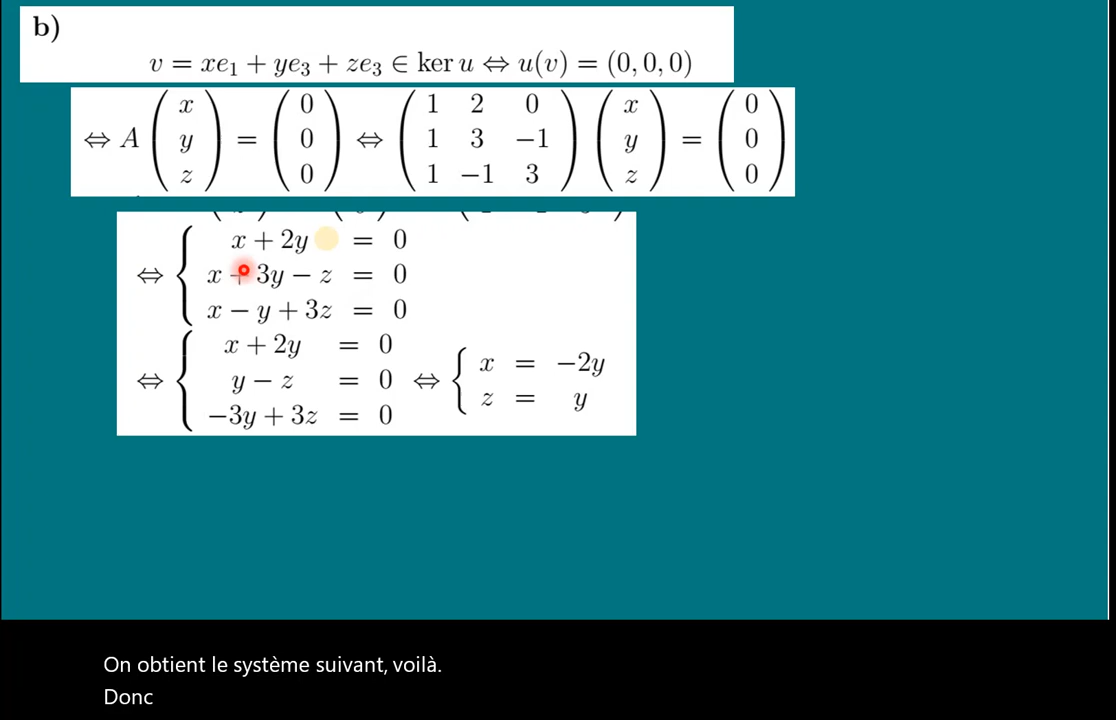 b)
v = xe₁ + ye₃ + ze₃ ∈ ker u ⇔ u(v) = (0, 0, 0)
⇔ A ( x y z ) = ( 0 0 0 ) ⇔ ( 1 2 0 ; 1 3 −1 ; 1 −1 3 ) ( x y z ) = ( 0 0 0 )
⇔ { x + 2y = 0
x + 3y − z = 0
x − y + 3z = 0
⇔ { x + 2y = 0
y − z = 0
−3y + 3z = 0
⇔ { x = −2y
z = y
On obtient le système suivant, voilà.
Donc